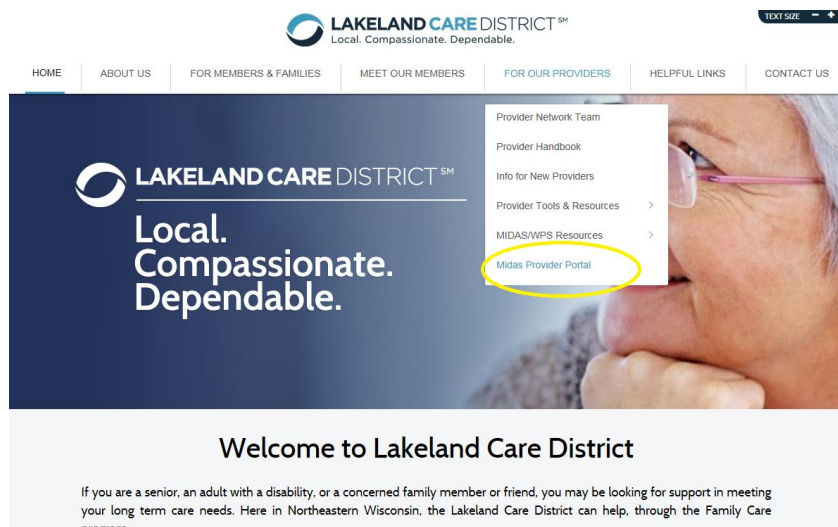 LAKELAND CARE DISTRICT SM
Local. Compassionate. Dependable.
TEXT SIZE − +
HOME ABOUT US FOR MEMBERS & FAMILIES MEET OUR MEMBERS FOR OUR PROVIDERS HELPFUL LINKS CONTACT US
Provider Network Team
Provider Handbook
Info for New Providers
Provider Tools & Resources >
MIDAS/WPS Resources >
Midas Provider Portal
LAKELAND CARE DISTRICT SM
Local.
Compassionate.
Dependable.
Welcome to Lakeland Care District
If you are a senior, an adult with a disability, or a concerned family member or friend, you may be looking for support in meeting
your long term care needs. Here in Northeastern Wisconsin, the Lakeland Care District can help, through the Family Care